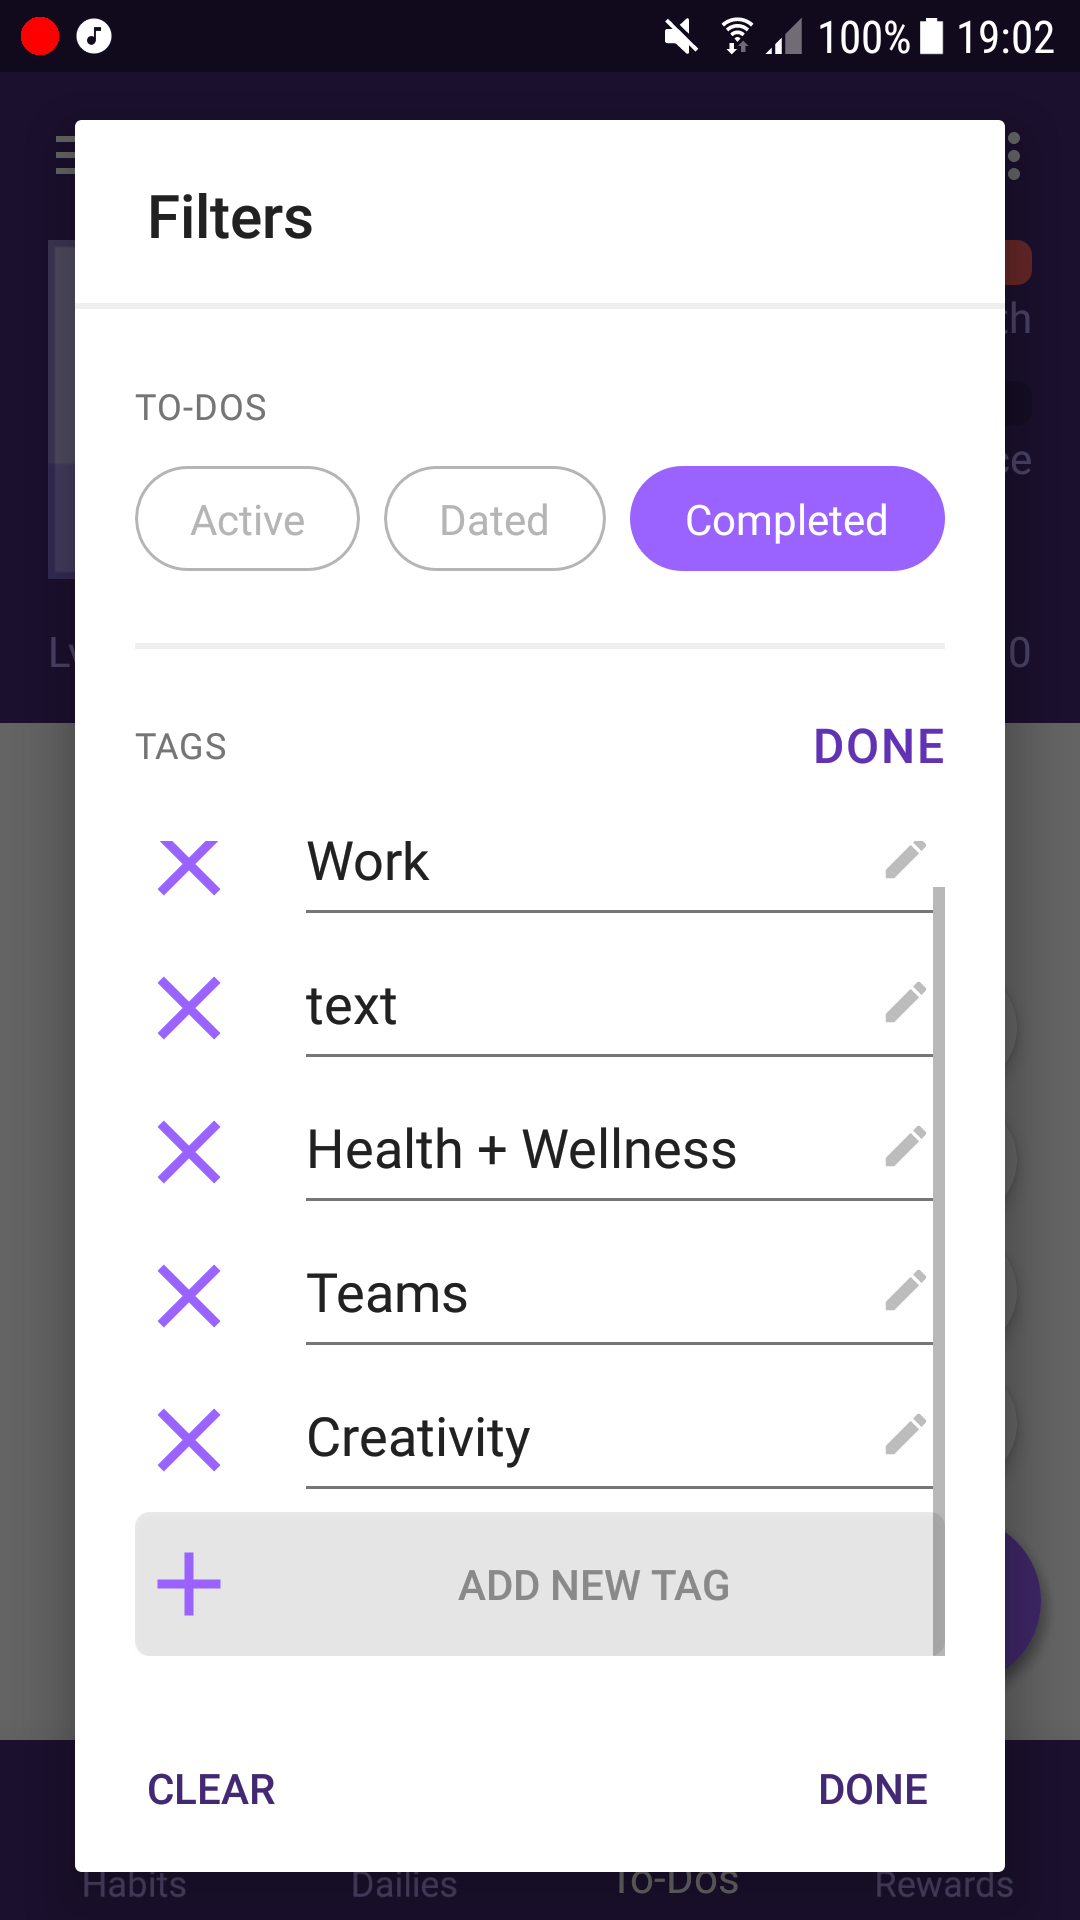 100% 19:02
Filters
TO-DOS
Active Dated Completed
TAGS DONE
Work
text
Health + Wellness
Teams
Creativity
ADD NEW TAG
CLEAR DONE
Habits Dailies To-Dos Rewards